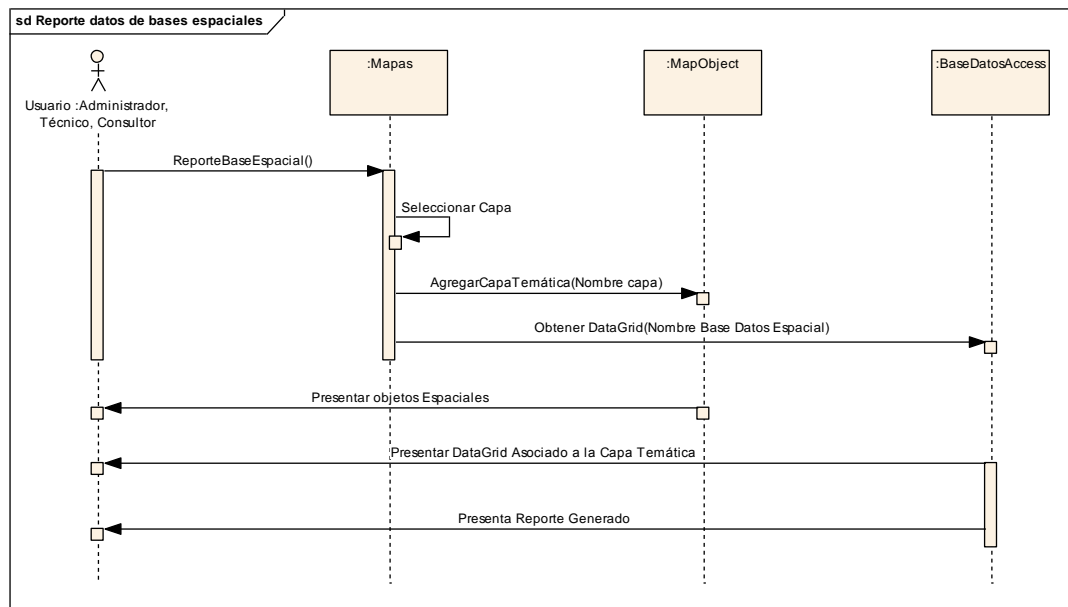 sd Reporte datos de bases espaciales
Usuario :Administrador,
Técnico, Consultor
:Mapas
:MapObject
:BaseDatosAccess
ReporteBaseEspacial()
Seleccionar Capa
AgregarCapaTemática(Nombre capa)
Obtener DataGrid(Nombre Base Datos Espacial)
Presentar objetos Espaciales
Presentar DataGrid Asociado a la Capa Temática
Presenta Reporte Generado